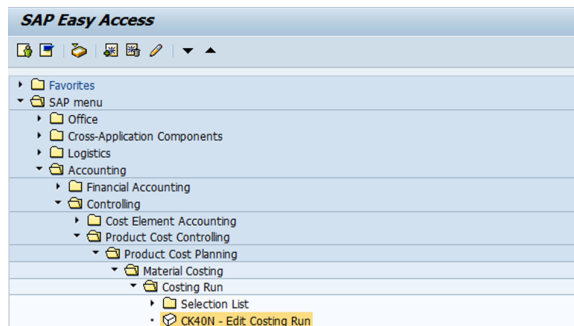 SAP Easy Access
Favorites
SAP menu
Office
Cross-Application Components
Logistics
Accounting
Financial Accounting
Controlling
Cost Element Accounting
Product Cost Controlling
Product Cost Planning
Material Costing
Costing Run
Selection List
CK40N - Edit Costing Run